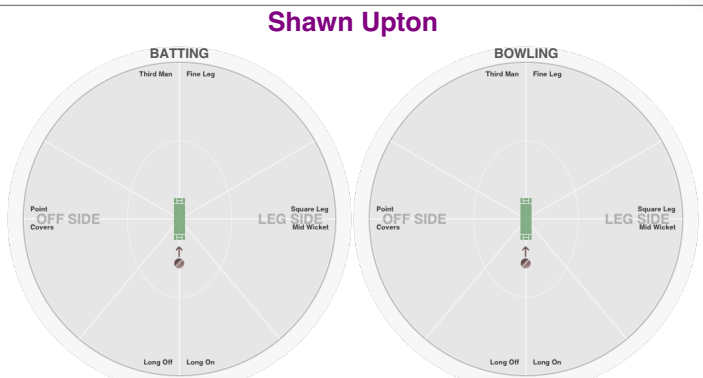 Shawn Upton
BATTING
Third Man Fine Leg
Point
OFF SIDE
Covers
Square Leg
LEG SIDE
Mid Wicket
Long Off Long On
BOWLING
Third Man Fine Leg
Point
OFF SIDE
Covers
Square Leg
LEG SIDE
Mid Wicket
Long Off Long On